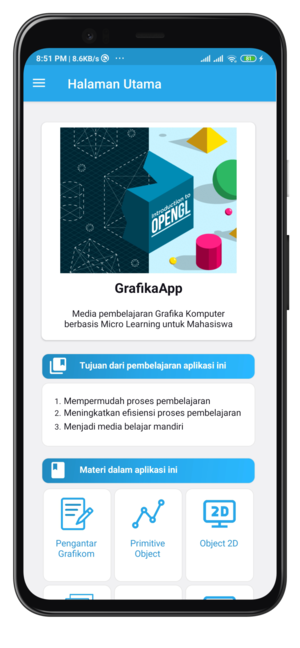 8:51 PM | 8.6KB/s
81
Halaman Utama
Introduction to
OPENGL
GrafikaApp
Media pembelajaran Grafika Komputer
berbasis Micro Learning untuk Mahasiswa
Tujuan dari pembelajaran aplikasi ini
1. Mempermudah proses pembelajaran
2. Meningkatkan efisiensi proses pembelajaran
3. Menjadi media belajar mandiri
Materi dalam aplikasi ini
2D
Pengantar
Grafikom
Primitive
Object
Object 2D